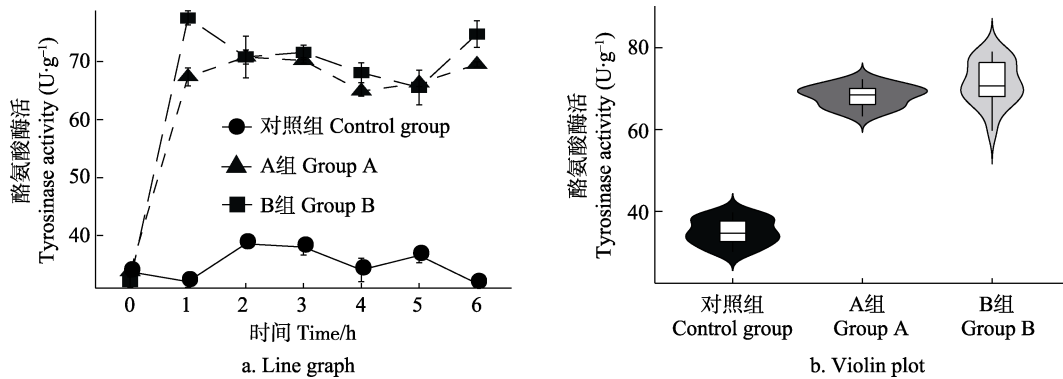 酪氨酸酶活
Tyrosinase activity (U·g⁻¹)
70
50
70
40
对照组 Control group
A组 Group A
B组 Group B
0 1 2 3 4 5 6
时间 Time/h
a. Line graph
酪氨酸酶活
Tyrosinase activity (U·g⁻¹)
80
60
40
对照组
Control group
A组
Group A
B组
Group B
b. Violin plot